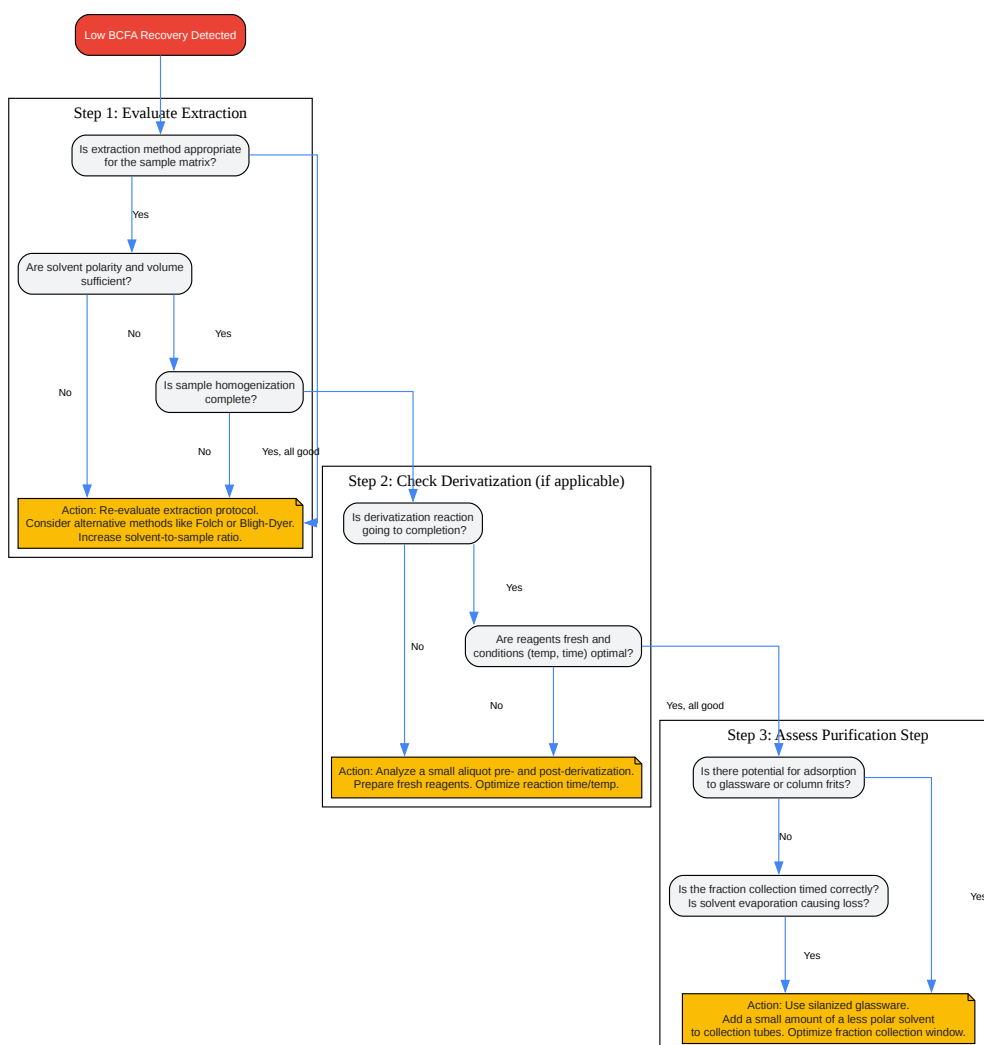 Low BCFA Recovery Detected
Step 1: Evaluate Extraction
Is extraction method appropriate
for the sample matrix?
Yes
Are solvent polarity and volume
sufficient?
No
Yes
Is sample homogenization
complete?
No
No
Yes, all good
Action: Re-evaluate extraction protocol.
Consider alternative methods like Folch or Bligh-Dyer.
Increase solvent-to-sample ratio.
Step 2: Check Derivatization (if applicable)
Is derivatization reaction
going to completion?
Yes
Are reagents fresh and
conditions (temp, time) optimal?
No
No
Yes, all good
Action: Analyze a small aliquot pre- and post-derivatization.
Prepare fresh reagents. Optimize reaction time/temp.
Step 3: Assess Purification Step
Is there potential for adsorption
to glassware or column frits?
No
Is the fraction collection timed correctly?
Is solvent evaporation causing loss?
Yes
Yes
Action: Use silanized glassware.
Add a small amount of a less polar solvent
to collection tubes. Optimize fraction collection window.